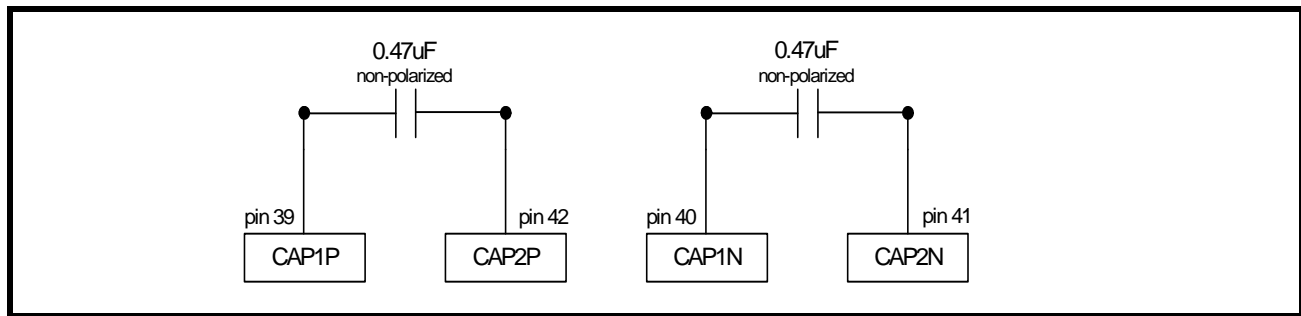 0.47uF
non-polarized
0.47uF
non-polarized
pin 39
pin 42
pin 40
pin 41
CAP1P
CAP2P
CAP1N
CAP2N